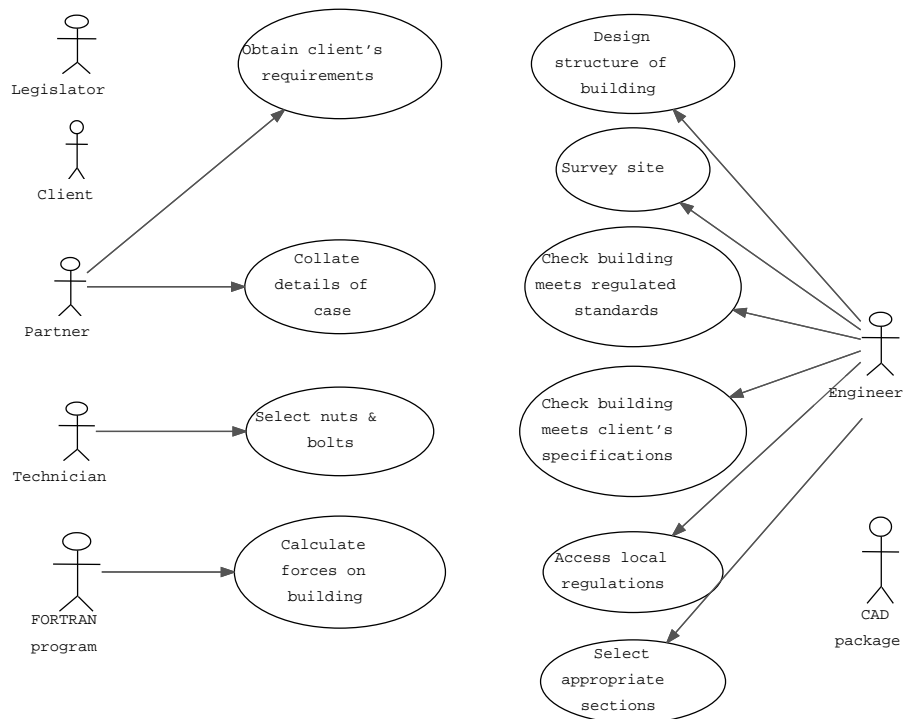 Legislator
Client
Partner
Technician
FORTRAN
program
Obtain client's
requirements
Collate
details of
case
Select nuts &
bolts
Calculate
forces on
building
Design
structure of
building
Survey site
Check building
meets regulated
standards
Check building
meets client's
specifications
Access local
regulations
Select
appropriate
sections
Engineer
CAD
package